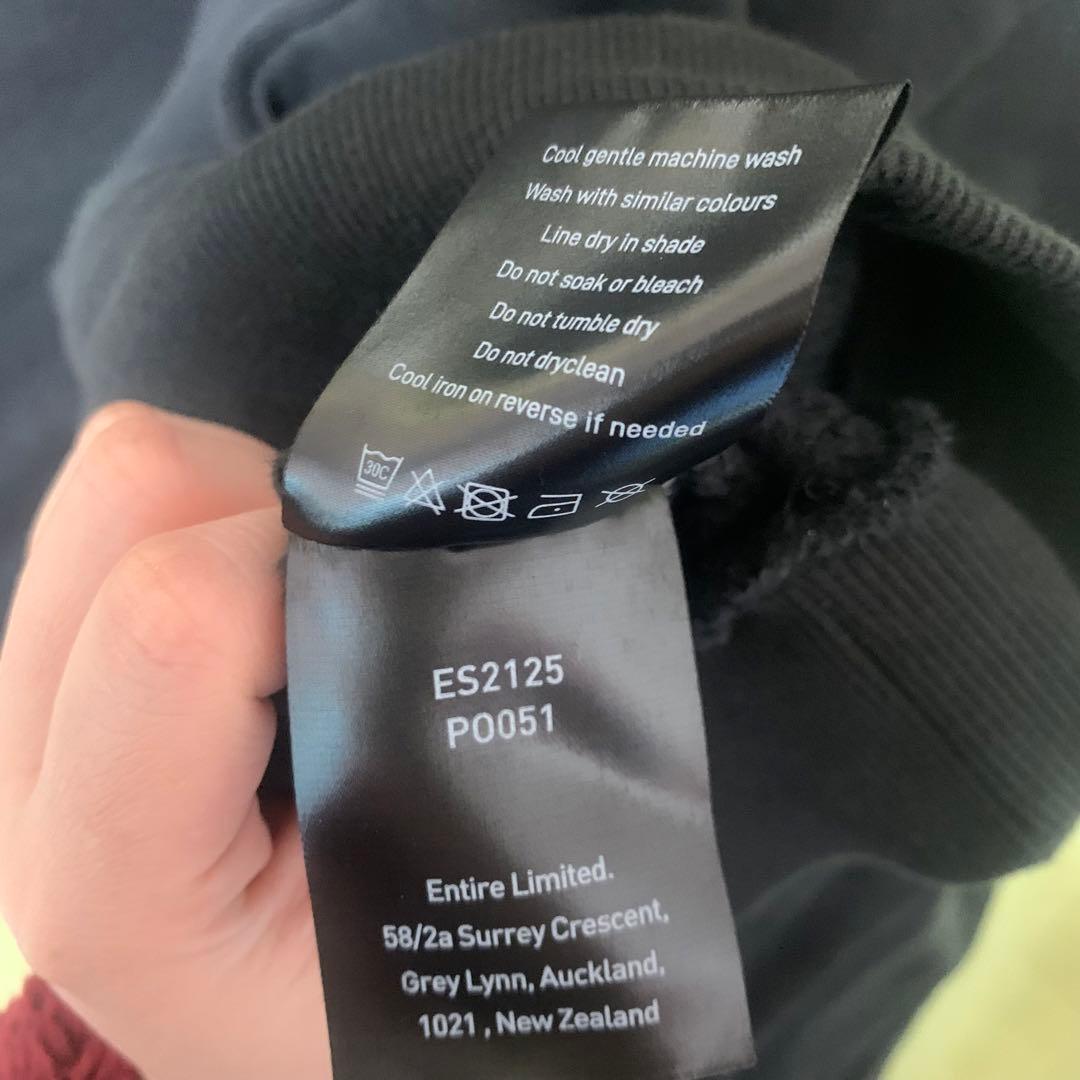 Cool gentle machine wash
Wash with similar colours
Line dry in shade
Do not soak or bleach
Do not tumble dry
Do not dryclean
Cool iron on reverse if needed
30C
ES2125
PO051
Entire Limited.
58/2a Surrey Crescent,
Grey Lynn, Auckland,
1021 , New Zealand